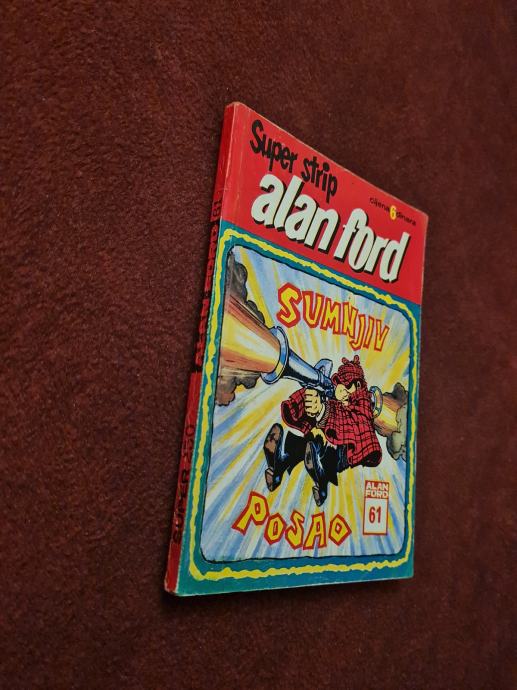 Super strip
cijena 6 dinara
alan ford
SUMNJIV
POSAO
ALAN
FORD
61